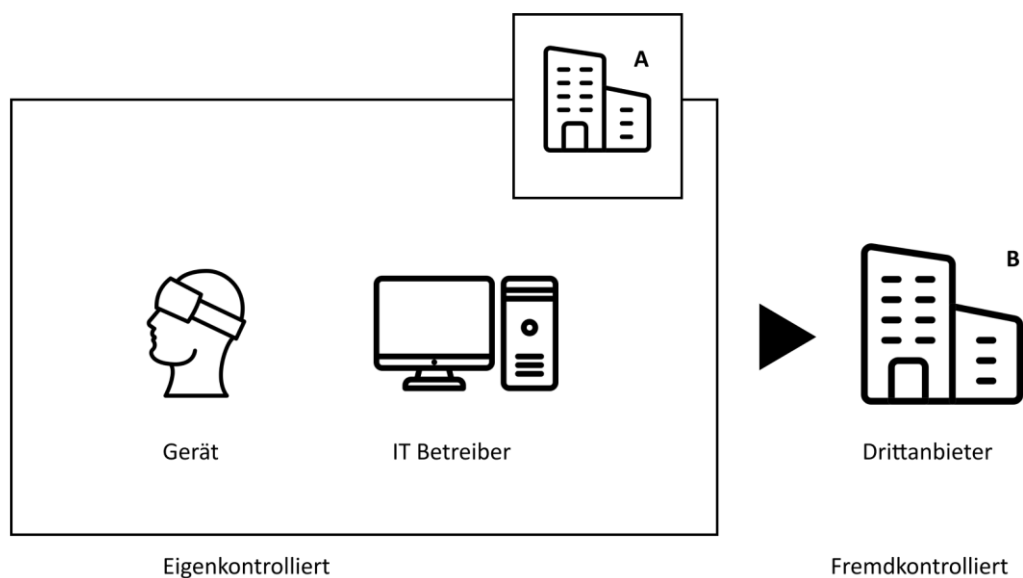 A
B
Gerät
IT Betreiber
Drittanbieter
Eigenkontrolliert
Fremdkontrolliert